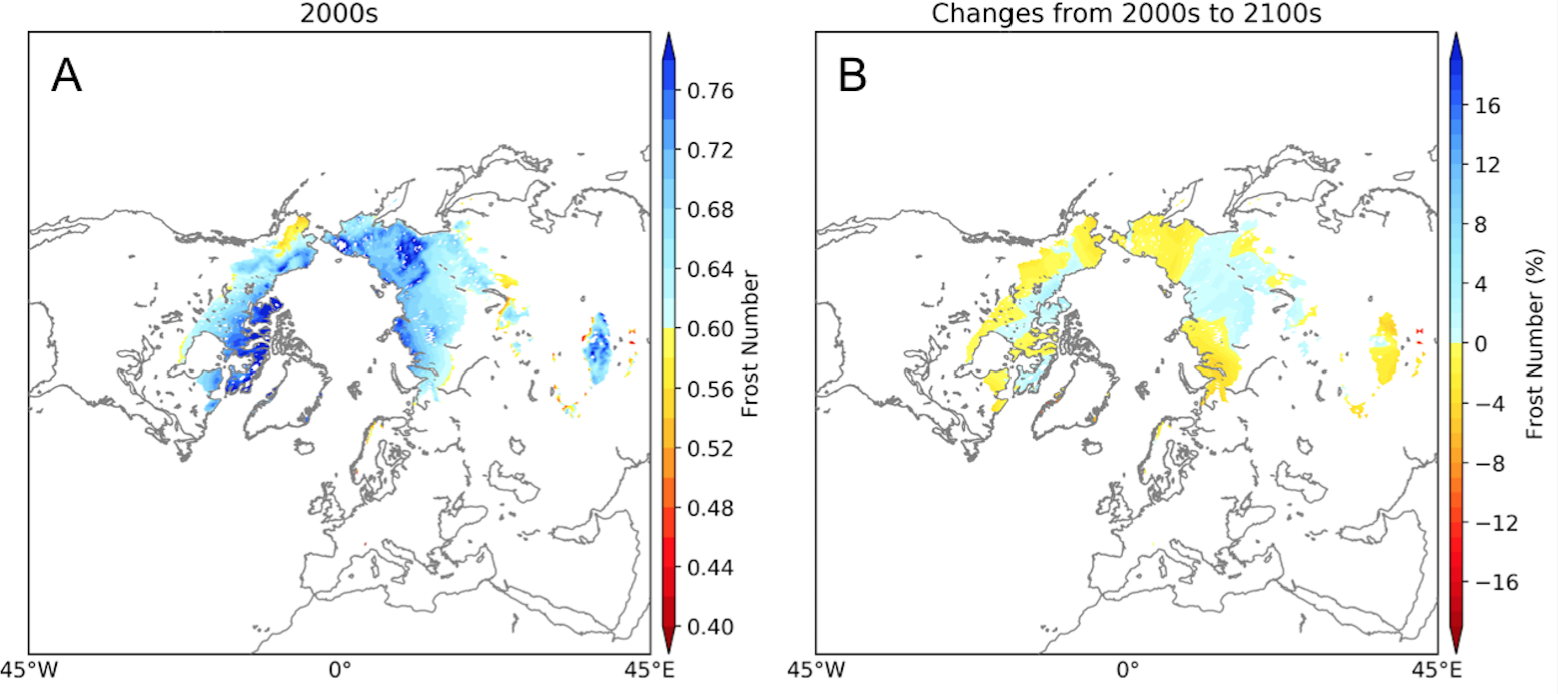 2000s
Changes from 2000s to 2100s
A
0.76
0.72
0.68
0.64
0.60
0.56
0.52
0.48
0.44
0.40
Frost Number
45°W
0°
45°E
B
16
12
8
4
0
−4
−8
−12
−16
Frost Number (%)
45°W
0°
45°E